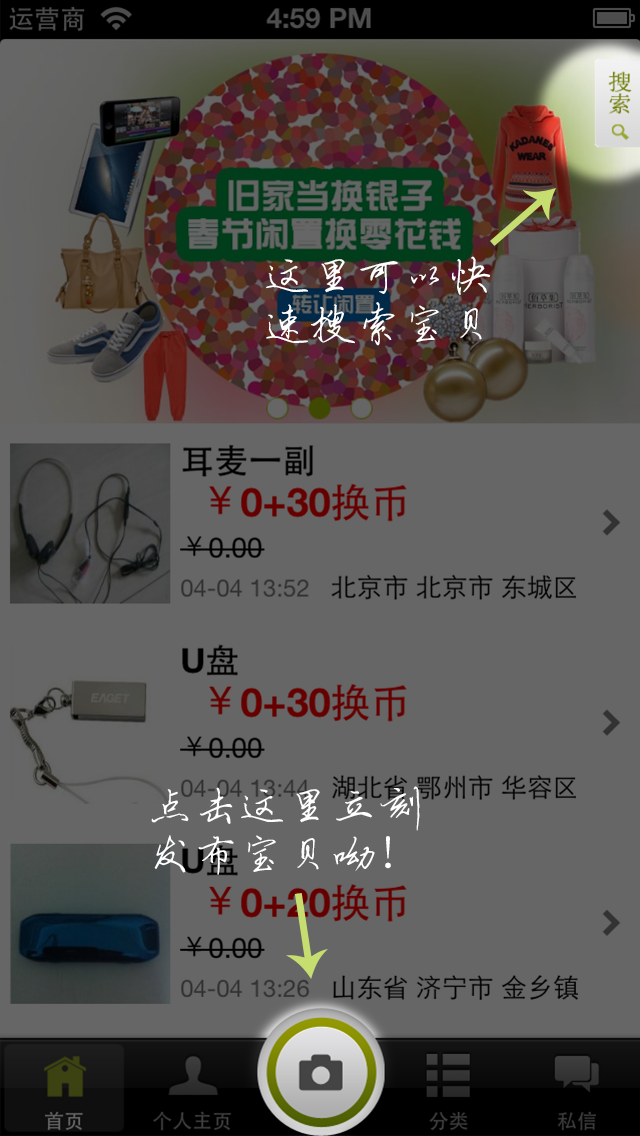 运营商 4:59 PM
搜索
KADANEE
WEAR
旧家当换银子
春节闲置换零花钱
转让闲置
这里可以快
速搜索宝贝
佰草集
HERBORIST
耳麦一副
￥0+30换币
￥0.00
04-04 13:52 北京市 北京市 东城区
EAGET
U盘
￥0+30换币
￥0.00
04-04 13:44 湖北省 鄂州市 华容区
点击这里立刻
发布宝贝呦!
U盘
￥0+20换币
￥0.00
04-04 13:26 山东省 济宁市 金乡镇
首页 个人主页 分类 私信